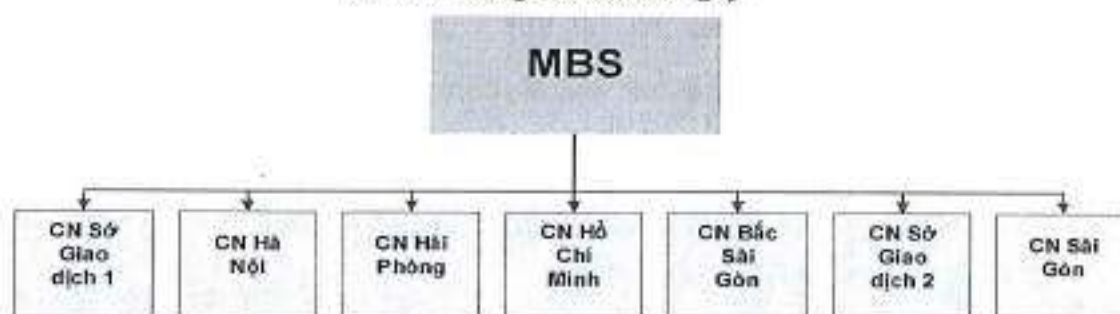 MBS
CN Sở
Giao
dịch 1
CN Hà
Nội
CN Hải
Phòng
CN Hồ
Chí
Minh
CN Bắc
Sài
Gòn
CN Sở
Giao
dịch 2
CN Sài
Gòn